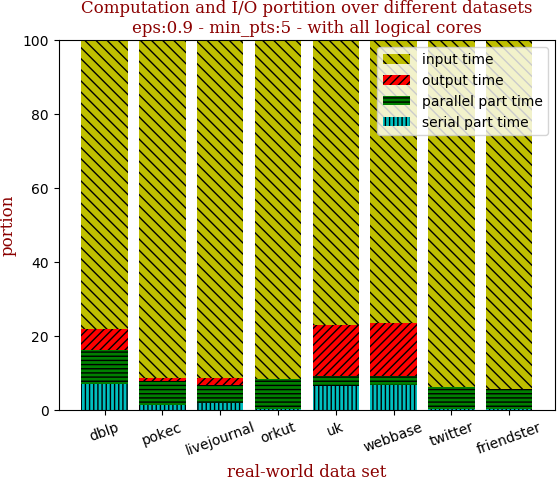 Computation and I/O portition over different datasets
eps:0.9 - min_pts:5 - with all logical cores
100
80
60
40
20
0
portion
input time
output time
parallel part time
serial part time
dblp
pokec
livejournal
orkut
uk
webbase
twitter
friendster
real-world data set